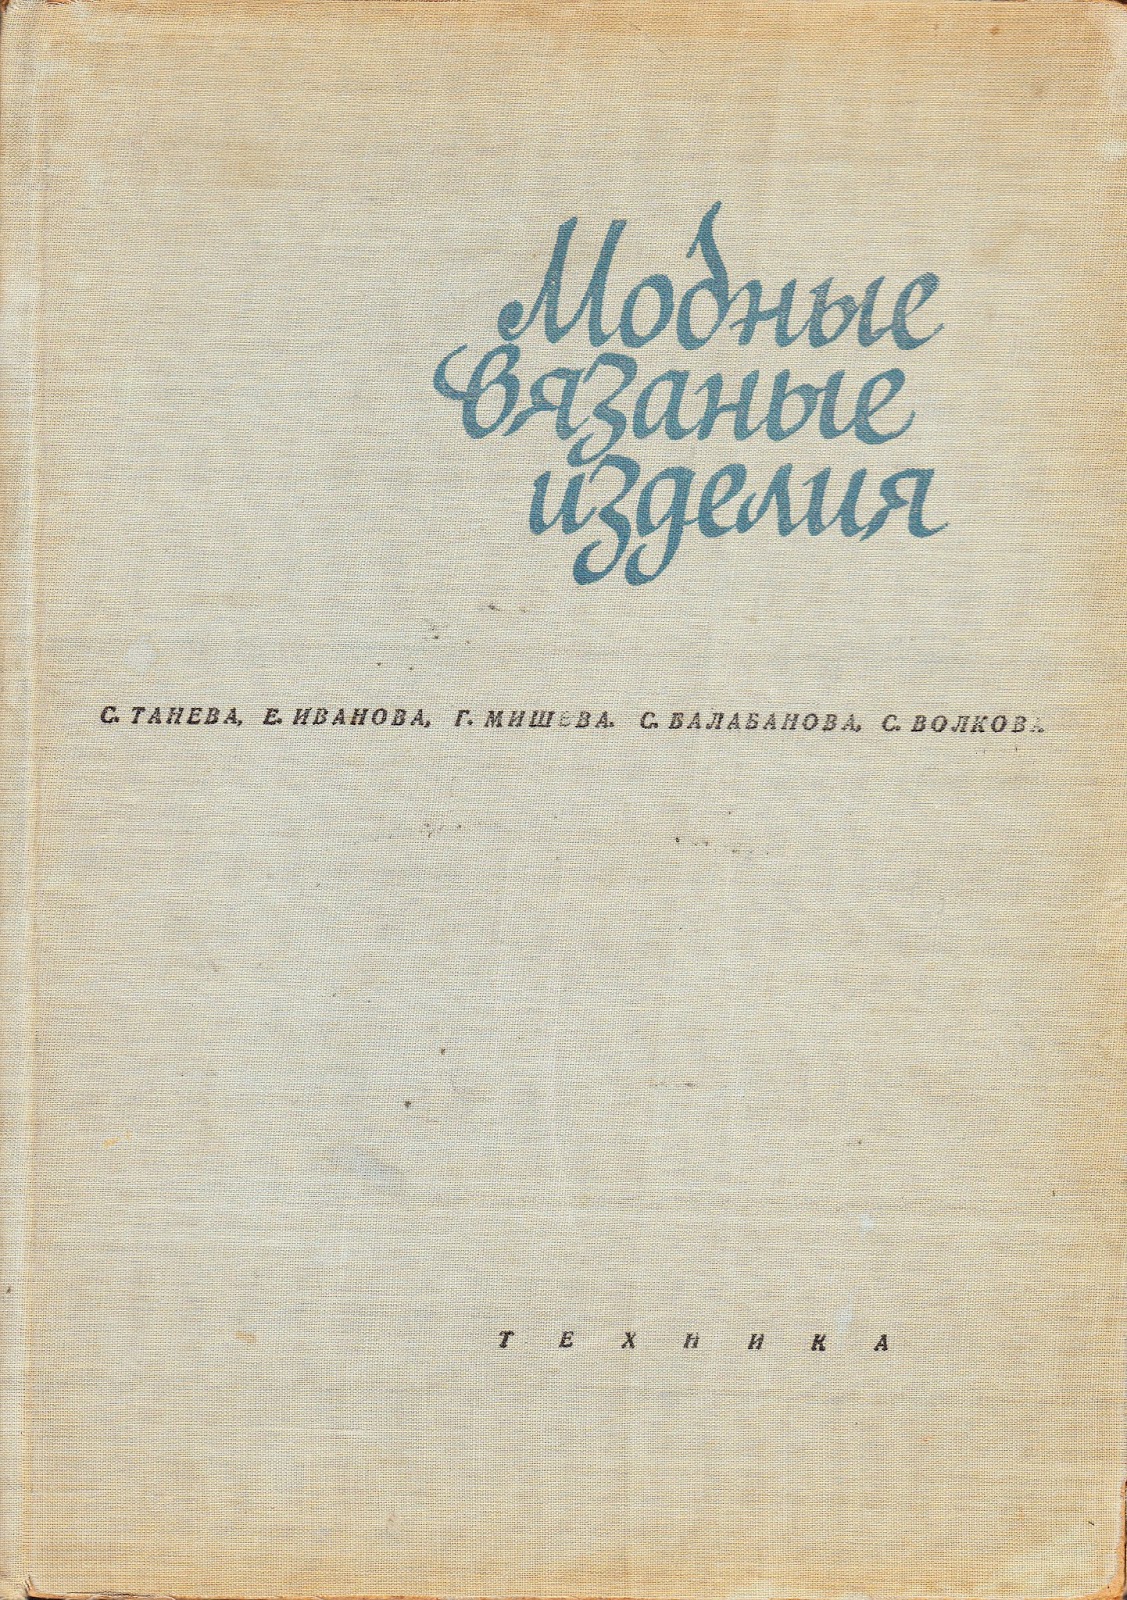 Модные
вязаные
изделия
С. ТАНЕВА, Е. ИВАНОВА, Г. МИШЕВА, С. БАЛАБАНОВА, С. ВОЛКОВА
ТЕХНИКА